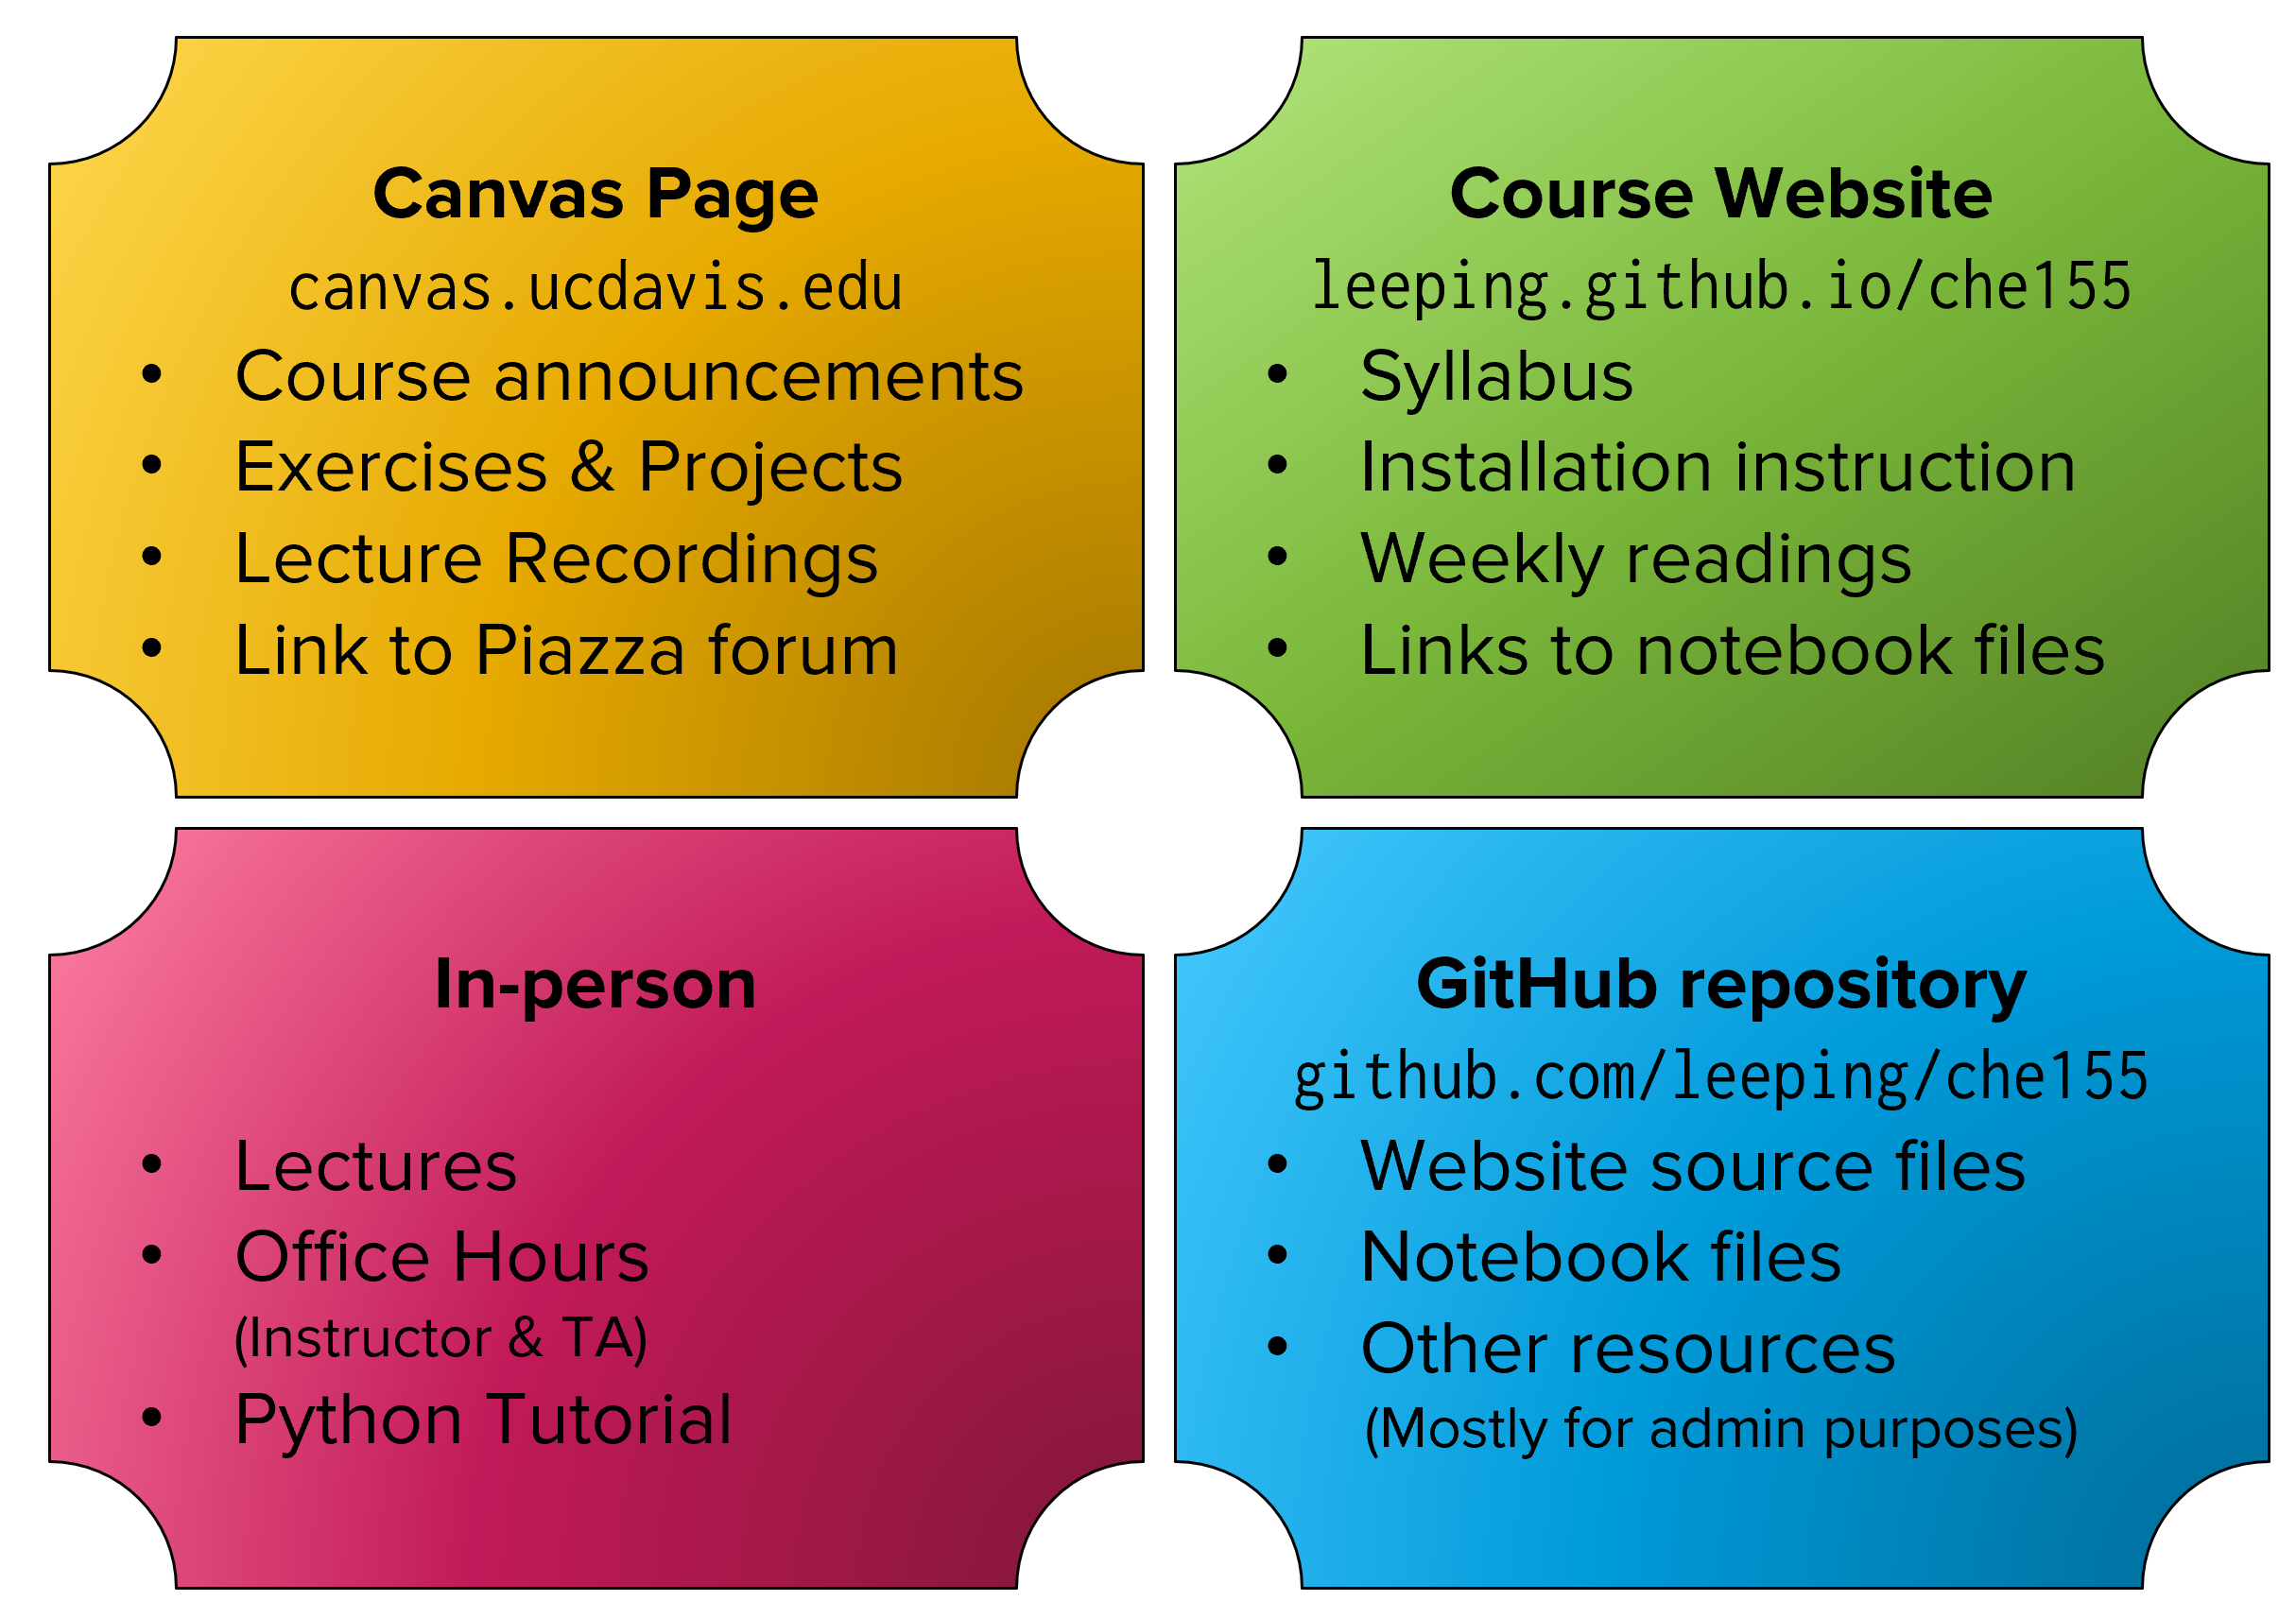 Canvas Page
canvas.ucdavis.edu
• Course announcements
• Exercises & Projects
• Lecture Recordings
• Link to Piazza forum
Course Website
leeping.github.io/che155
• Syllabus
• Installation instruction
• Weekly readings
• Links to notebook files
In-person
• Lectures
• Office Hours
(Instructor & TA)
• Python Tutorial
GitHub repository
github.com/leeping/che155
• Website source files
• Notebook files
• Other resources
(Mostly for admin purposes)